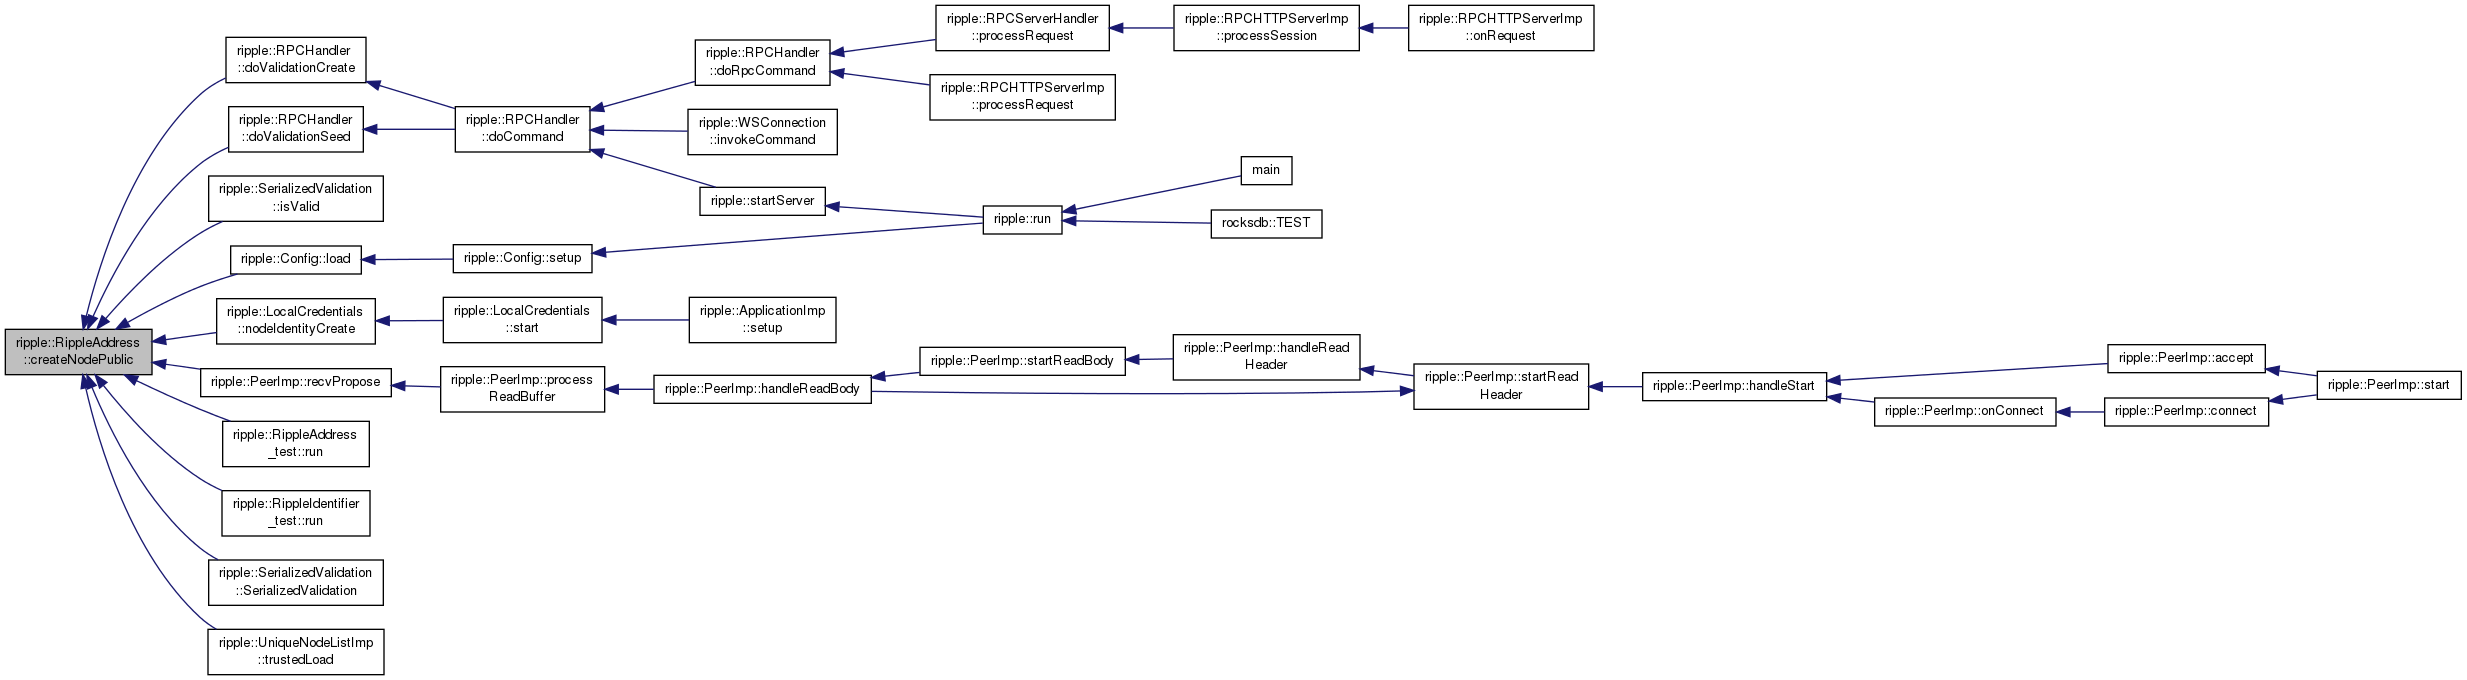 ripple::RippleAddress
::createNodePublic
ripple::RPCHandler
::doValidationCreate
ripple::RPCHandler
::doValidationSeed
ripple::SerializedValidation
::isValid
ripple::Config::load
ripple::LocalCredentials
::nodeIdentityCreate
ripple::PeerImp::recvPropose
ripple::RippleAddress
_test::run
ripple::RippleIdentifier
_test::run
ripple::SerializedValidation
::SerializedValidation
ripple::UniqueNodeListImp
::trustedLoad
ripple::RPCHandler
::doCommand
ripple::Config::setup
ripple::LocalCredentials
::start
ripple::PeerImp::process
ReadBuffer
ripple::RPCHandler
::doRpcCommand
ripple::WSConnection
::invokeCommand
ripple::startServer
ripple::ApplicationImp
::setup
ripple::PeerImp::handleReadBody
ripple::RPCServerHandler
::processRequest
ripple::RPCHTTPServerImp
::processRequest
ripple::run
ripple::PeerImp::startReadBody
ripple::RPCHTTPServerImp
::processSession
main
rocksdb::TEST
ripple::PeerImp::handleRead
Header
ripple::RPCHTTPServerImp
::onRequest
ripple::PeerImp::startRead
Header
ripple::PeerImp::handleStart
ripple::PeerImp::onConnect
ripple::PeerImp::accept
ripple::PeerImp::connect
ripple::PeerImp::start